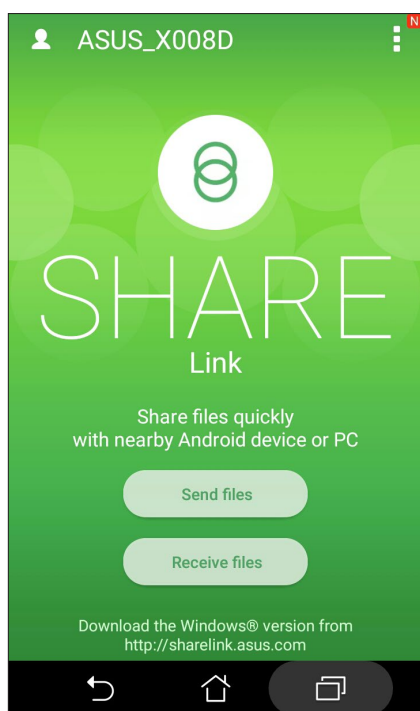 ASUS_X008D
N
SHARE
Link
Share files quickly
with nearby Android device or PC
Send files
Receive files
Download the Windows® version from
http://sharelink.asus.com